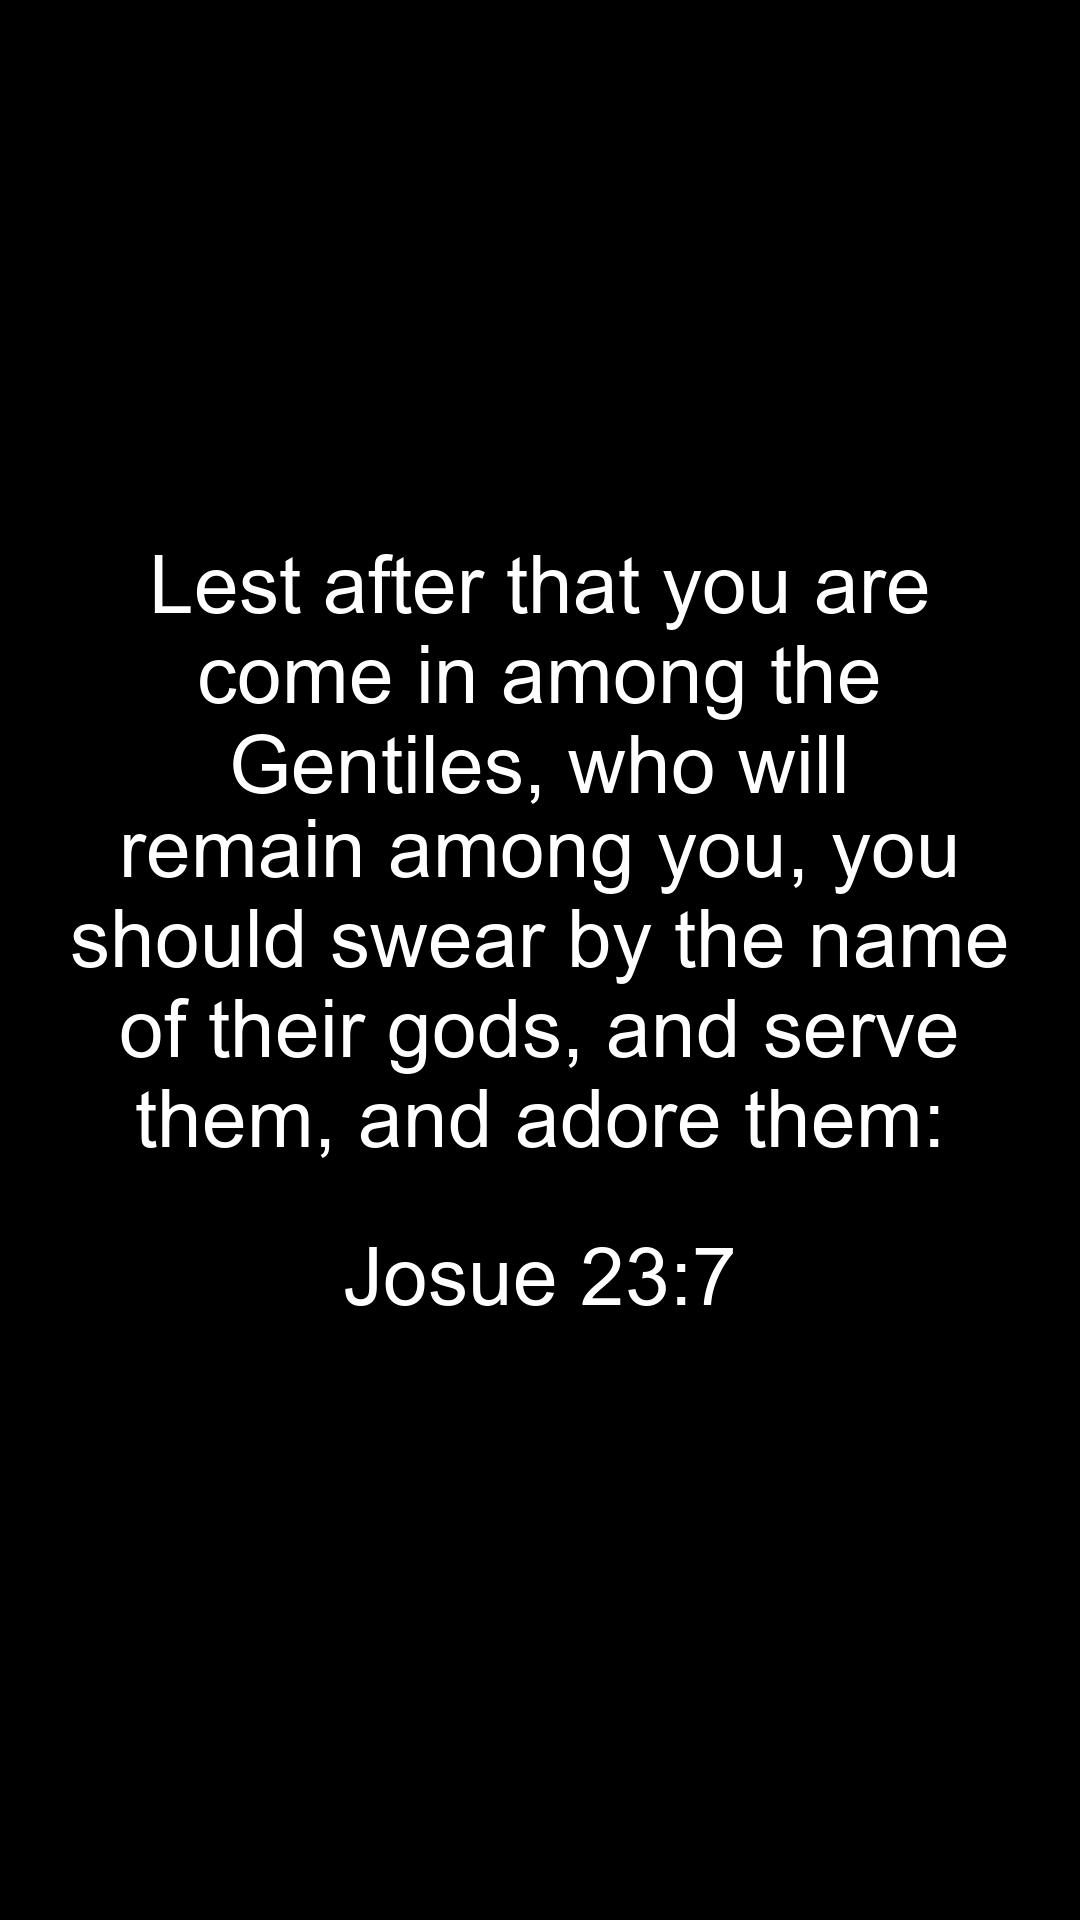 Lest after that you are
come in among the
Gentiles, who will
remain among you, you
should swear by the name
of their gods, and serve
them, and adore them:
Josue 23:7